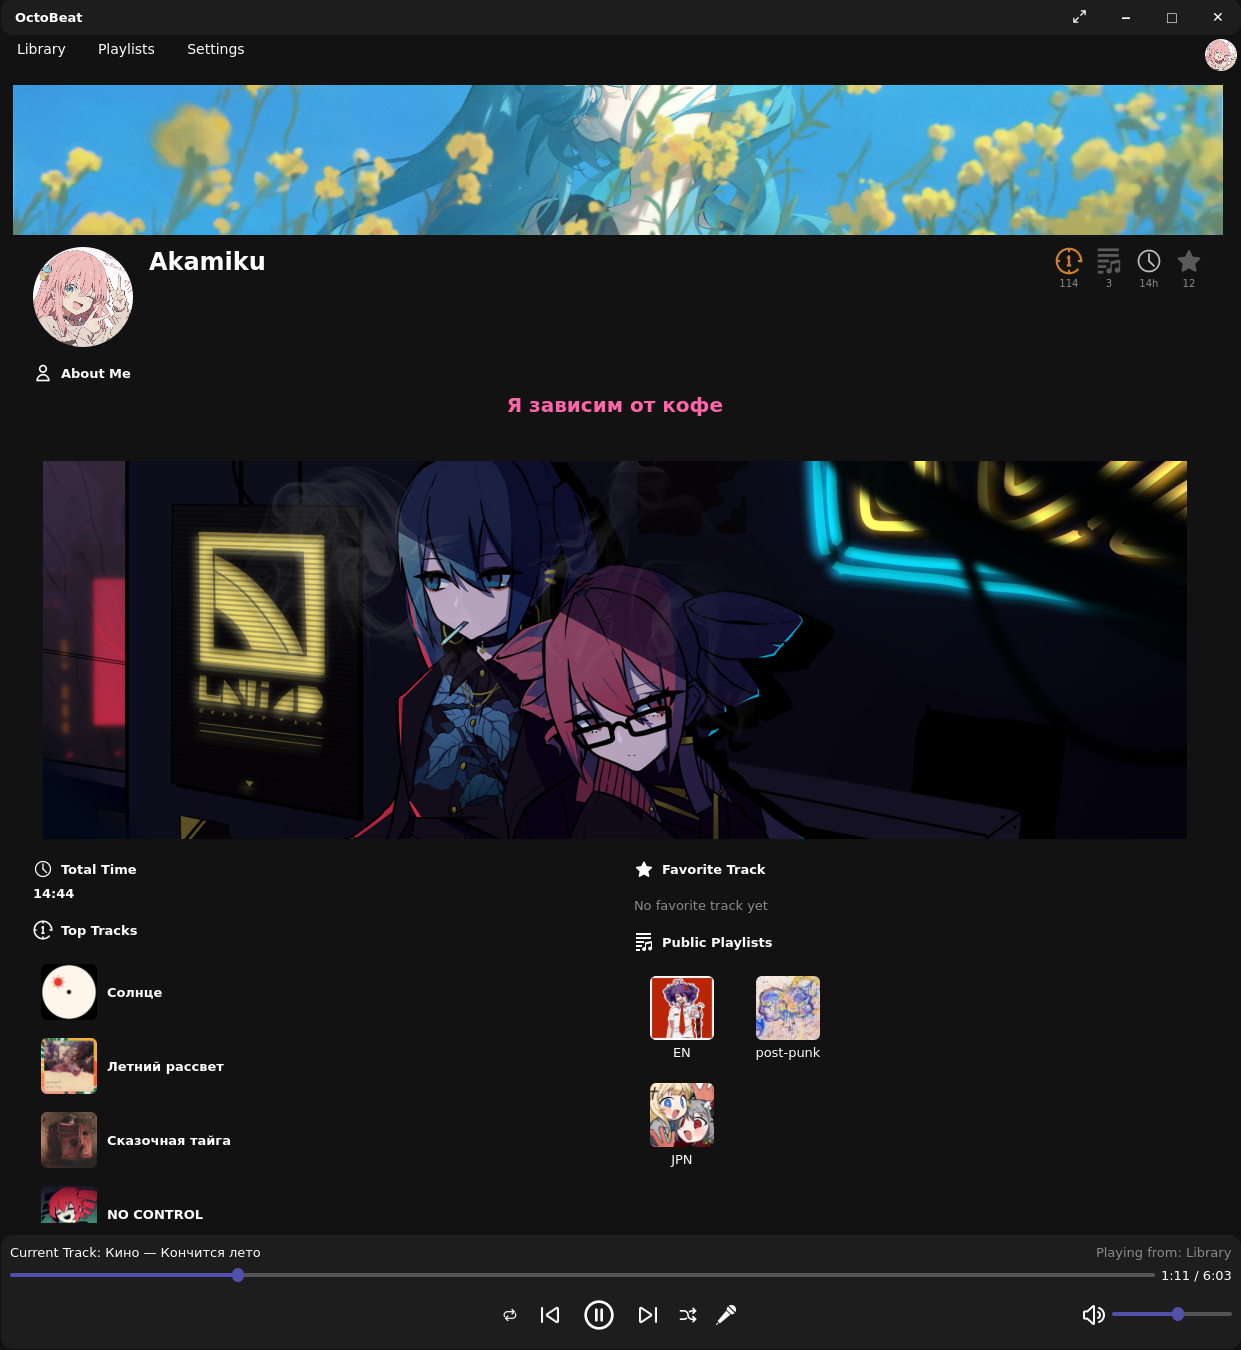 OctoBeat
Library Playlists Settings
Akamiku
114 3 14h 12
About Me
Я зависим от кофе
Total Time
14:44
Top Tracks
Солнце
Летний рассвет
Сказочная тайга
NO CONTROL
Favorite Track
No favorite track yet
Public Playlists
EN post-punk
JPN
Current Track: Кино — Кончится лето
Playing from: Library
1:11 / 6:03